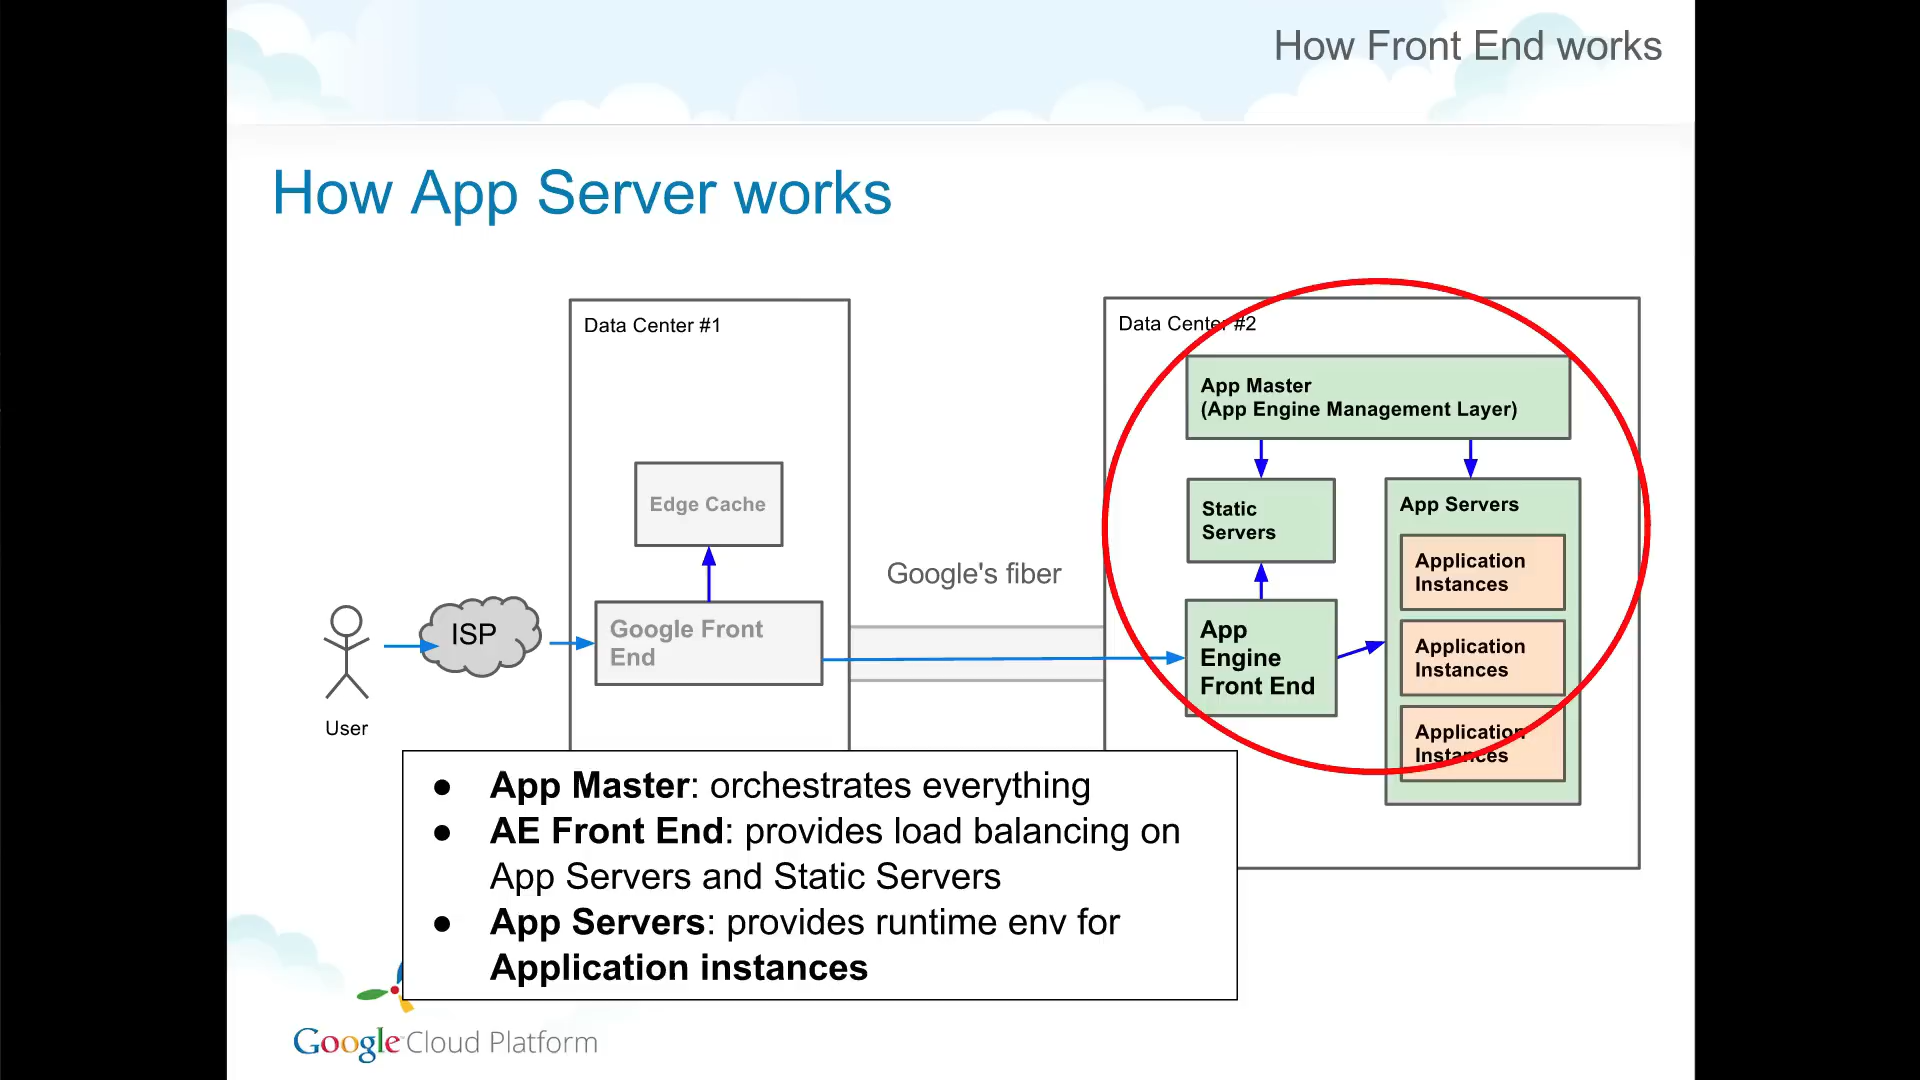 How Front End works
How App Server works
Data Center #1
Data Center #2
App Master
(App Engine Management Layer)
Edge Cache
Static
Servers
App Servers
Application
Instances
Google's fiber
ISP
Google Front
End
App
Engine
Front End
Application
Instances
Application
Instances
User
● App Master: orchestrates everything
● AE Front End: provides load balancing on
App Servers and Static Servers
● App Servers: provides runtime env for
Application instances
Google Cloud Platform